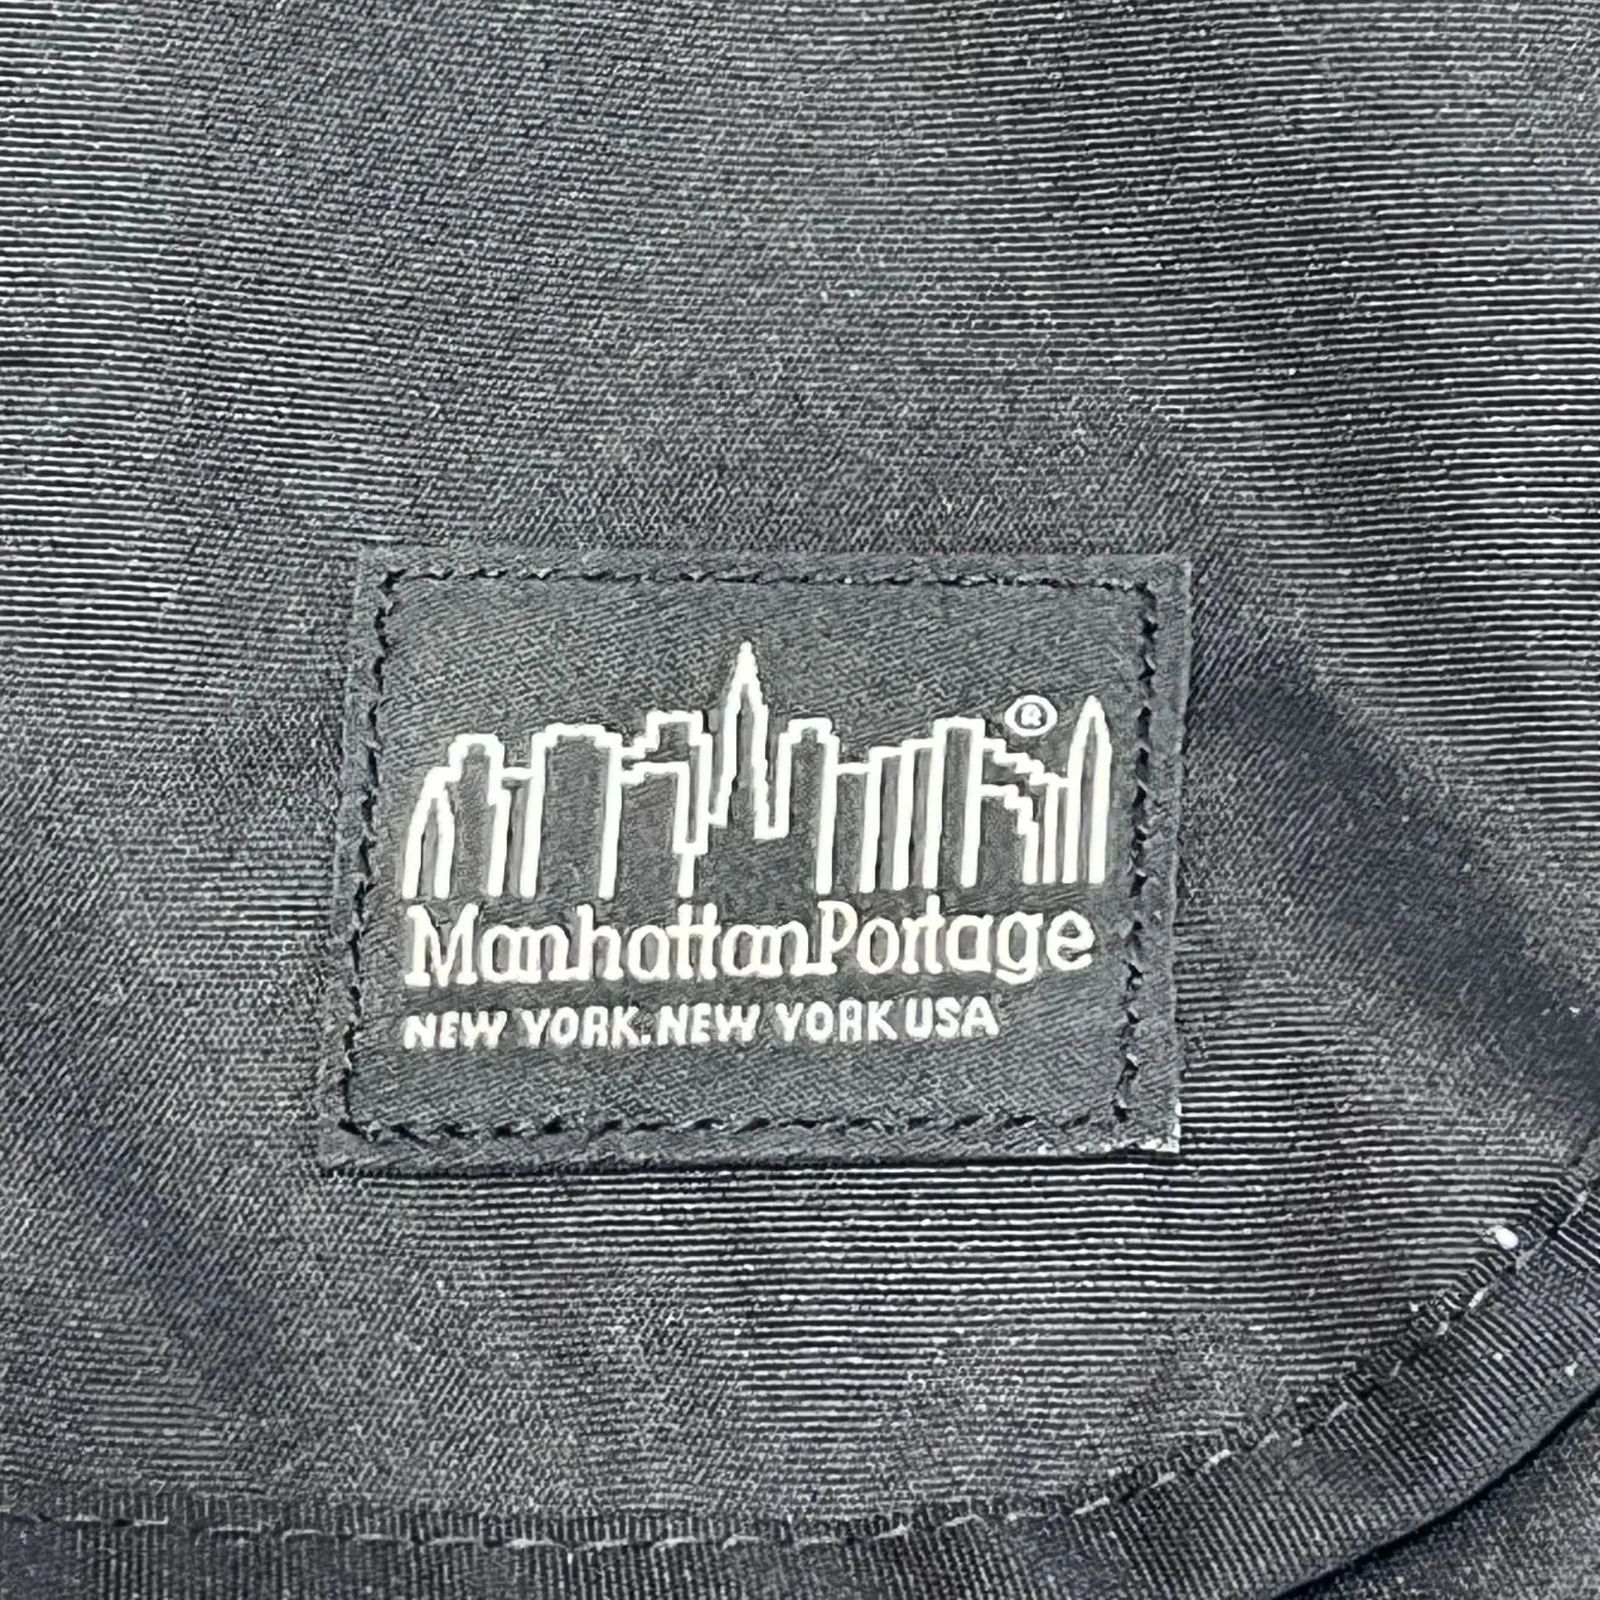 ®
ManhattanPortage
NEW YORK. NEW YORK USA